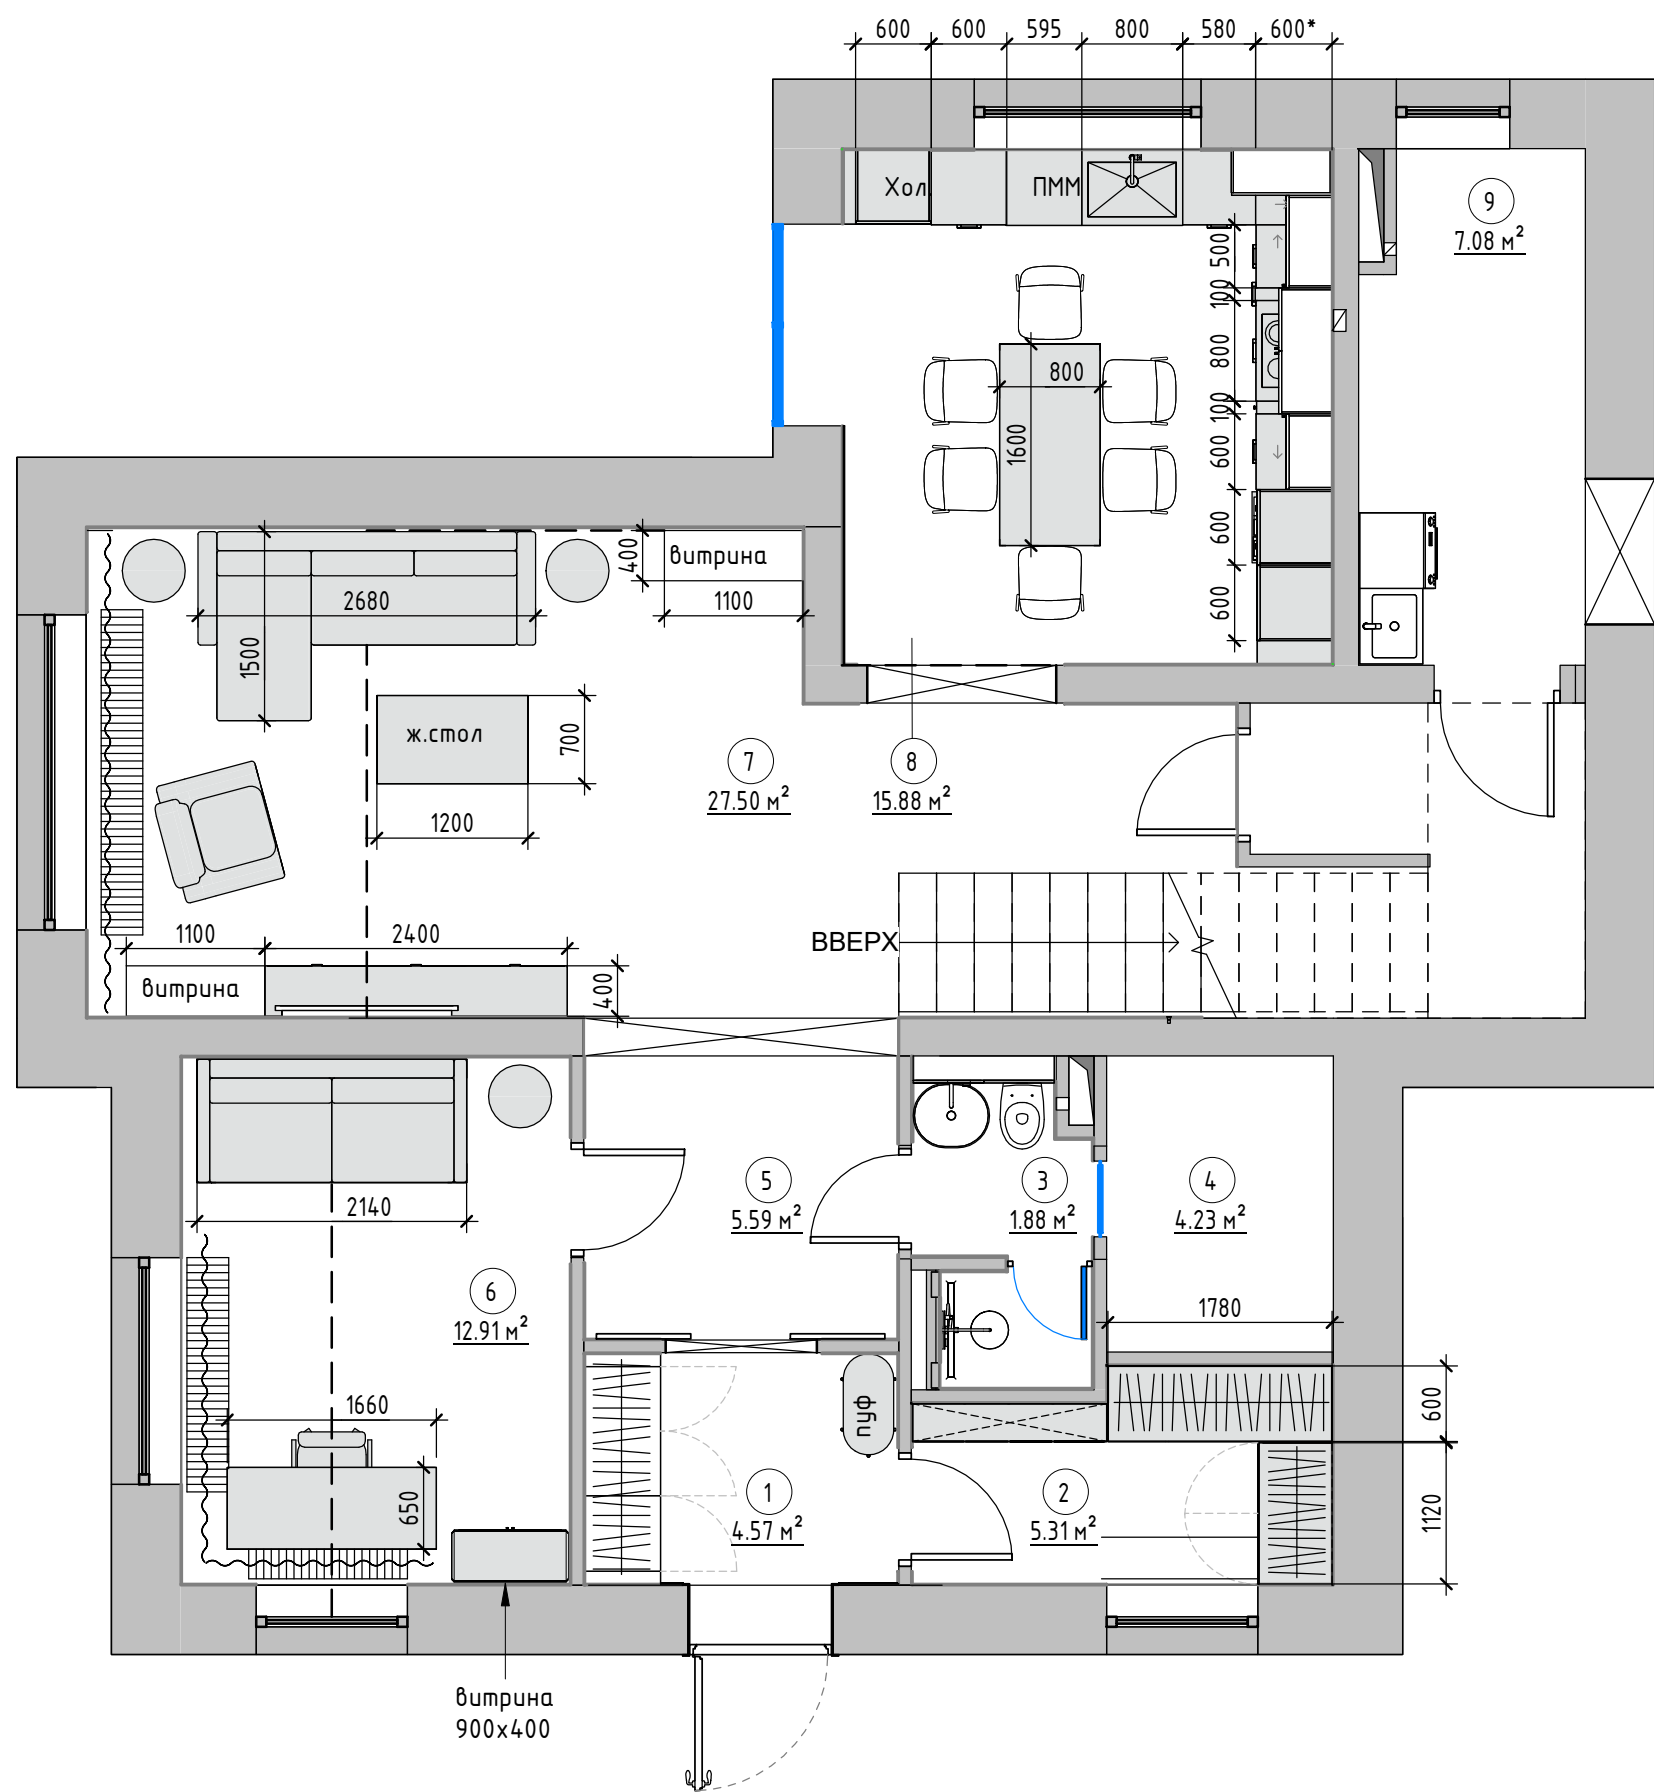 600 600 595 800 580 600*
Хол
ПММ
9
7.08 м²
500
100
800
100
600
600
600
800
1600
400
витрина
1100
2680
1500
ж.стол
700
1200
7
27.50 м²
8
15.88 м²
1100
2400
витрина
400
ВВЕРХ
2140
5
5.59 м²
3
1.88 м²
4
4.23 м²
6
12.91 м²
1780
1660
650
пуф
600
1120
1
4.57 м²
2
5.31 м²
витрина
900х400